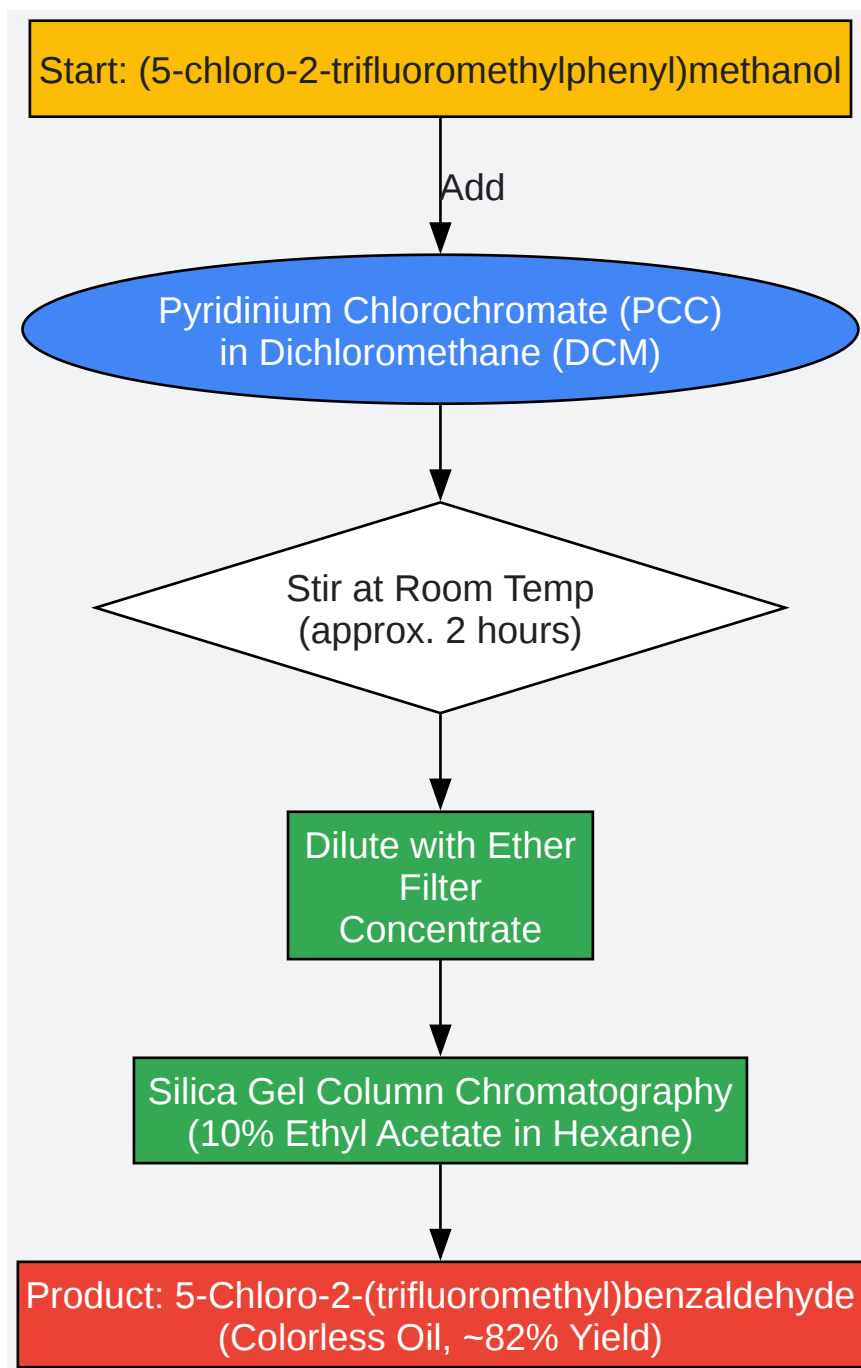 Start: (5-chloro-2-trifluoromethylphenyl)methanol
Add
Pyridinium Chlorochromate (PCC)
in Dichloromethane (DCM)
Stir at Room Temp
(approx. 2 hours)
Dilute with Ether
Filter
Concentrate
Silica Gel Column Chromatography
(10% Ethyl Acetate in Hexane)
Product: 5-Chloro-2-(trifluoromethyl)benzaldehyde
(Colorless Oil, ~82% Yield)